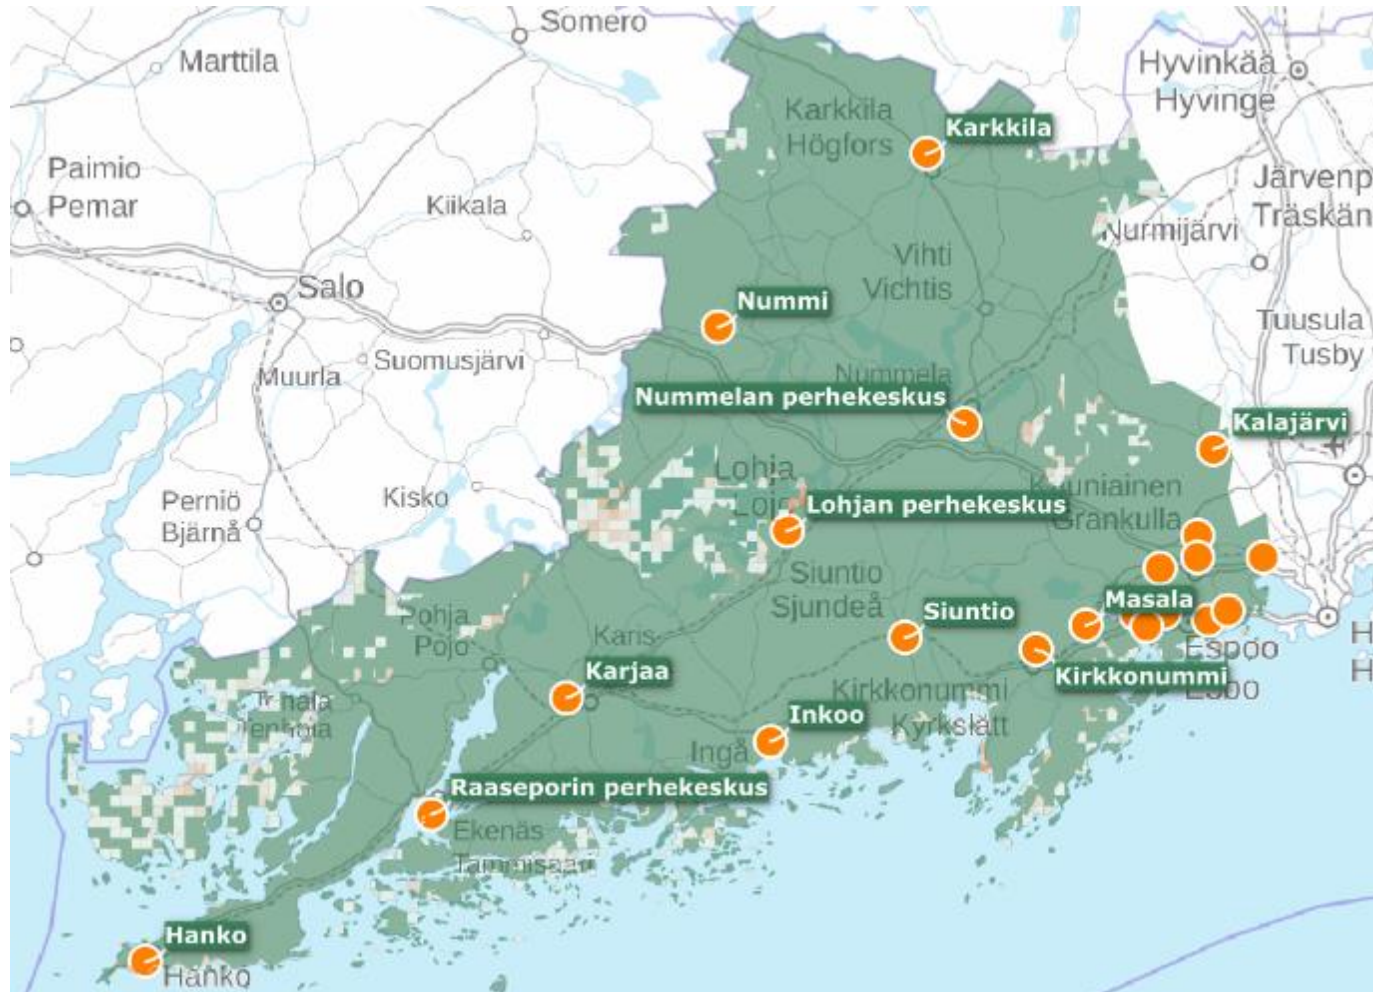 Somero
Marttila
Hyvinkää
Hyvinge
Karkkila
Högfors
Karkkila
Paimio
Pemar
Järvenp
Träskän
Kiikala
Nurmijärvi
Vihti
Vichtis
Salo
Nummi
Tuusula
Tusby
Suomusjärvi
Muurla
Nummela
Nummelan perhekeskus
Kalajärvi
Lohja
Kisko
Perniö
Bjärnå
Lohjan perhekeskus
Grankulla
Siuntio
Sjundeå
Siuntio
Masala
Pohja
Pojo
Karis
Karjaa
Espoo
Kirkkonummi
Kirkkonummi
Kyrkslätt
Inkoo
Ingå
Raaseporin perhekeskus
Ekenäs
Tammisaari
Hanko
Hanko
H
H